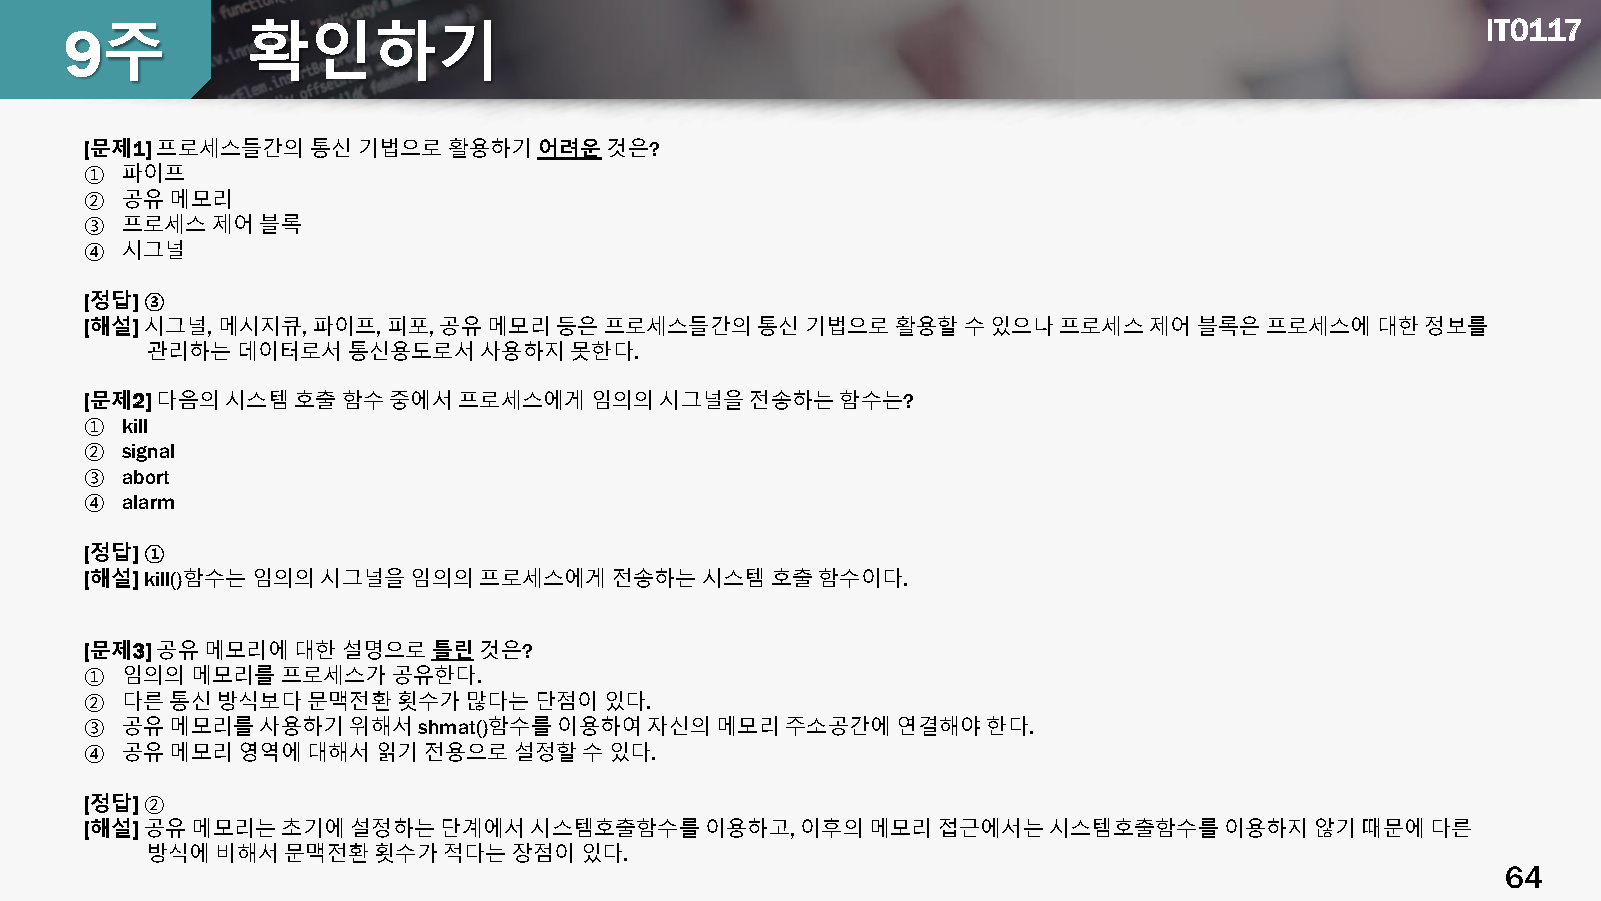 9주
확인하기
IT0117
[문제1] 프로세스들간의 통신 기법으로 활용하기 어려운 것은?
① 파이프
② 공유 메모리
③ 프로세스 제어 블록
④ 시그널
[정답] ③
[해설] 시그널, 메시지큐, 파이프, 피포, 공유 메모리 등은 프로세스들간의 통신 기법으로 활용할 수 있으나 프로세스 제어 블록은 프로세스에 대한 정보를
관리하는 데이터로서 통신용도로서 사용하지 못한다.
[문제2] 다음의 시스템 호출 함수 중에서 프로세스에게 임의의 시그널을 전송하는 함수는?
① kill
② signal
③ abort
④ alarm
[정답] ①
[해설] kill()함수는 임의의 시그널을 임의의 프로세스에게 전송하는 시스템 호출 함수이다.
[문제3] 공유 메모리에 대한 설명으로 틀린 것은?
① 임의의 메모리를 프로세스가 공유한다.
② 다른 통신 방식보다 문맥전환 횟수가 많다는 단점이 있다.
③ 공유 메모리를 사용하기 위해서 shmat()함수를 이용하여 자신의 메모리 주소공간에 연결해야 한다.
④ 공유 메모리 영역에 대해서 읽기 전용으로 설정할 수 있다.
[정답] ②
[해설] 공유 메모리는 초기에 설정하는 단계에서 시스템호출함수를 이용하고, 이후의 메모리 접근에서는 시스템호출함수를 이용하지 않기 때문에 다른
방식에 비해서 문맥전환 횟수가 적다는 장점이 있다.
64